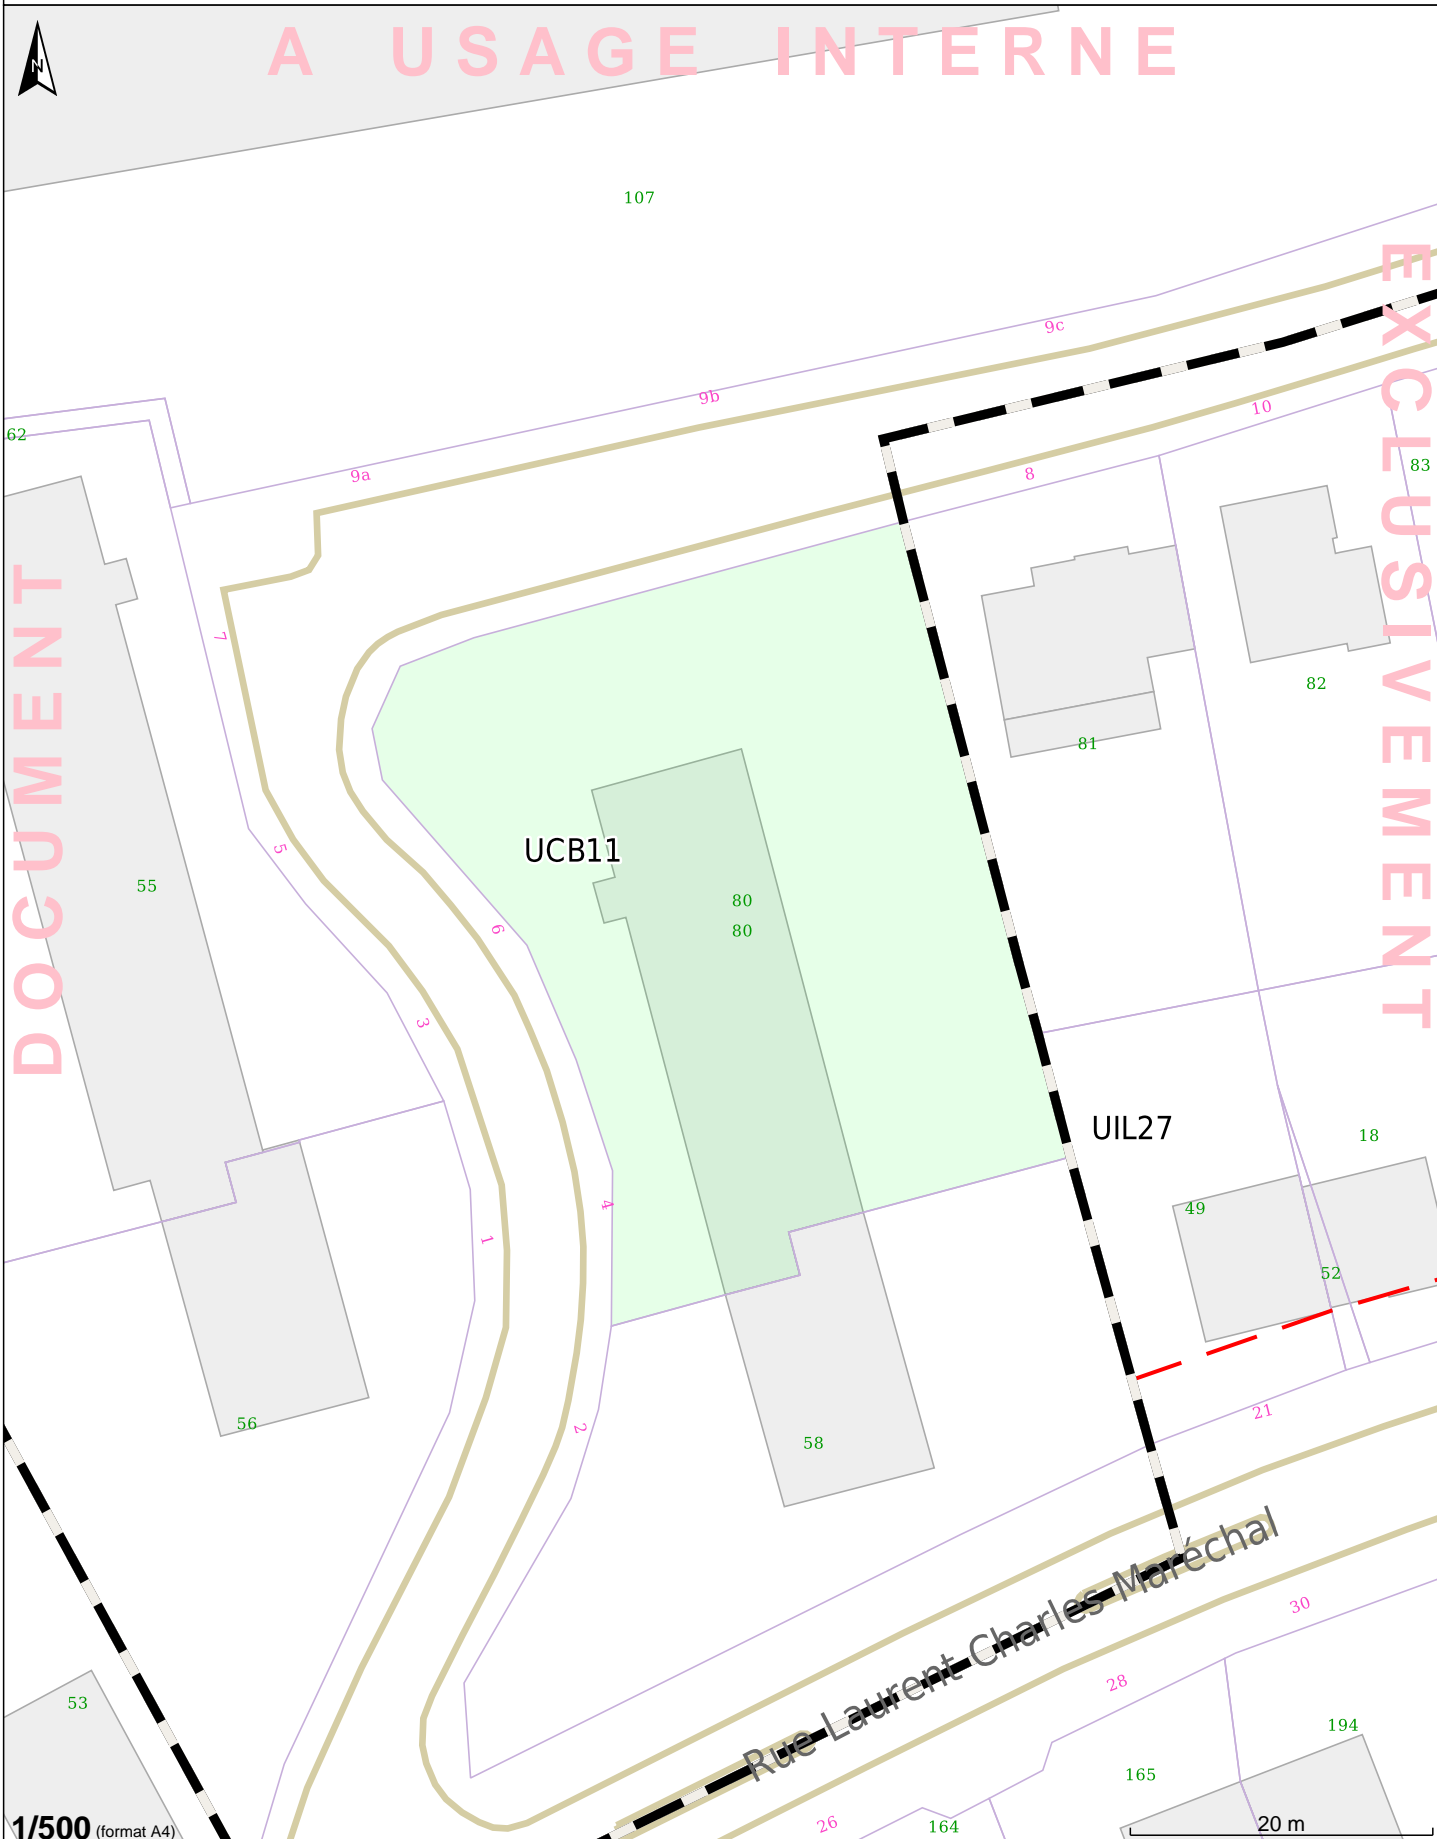 A USAGE INTERNE
N
107
EXCLUSIVEMENT
9c
9b
10
62
9a
8
83
DOCUMENT
7
82
81
5
UCB11
55
80
6
80
3
UIL27
18
4
49
1
52
21
56
2
58
Rue Laurent Charles Maréchal
30
28
53
194
165
1/500 (format A4)
26
164
20 m